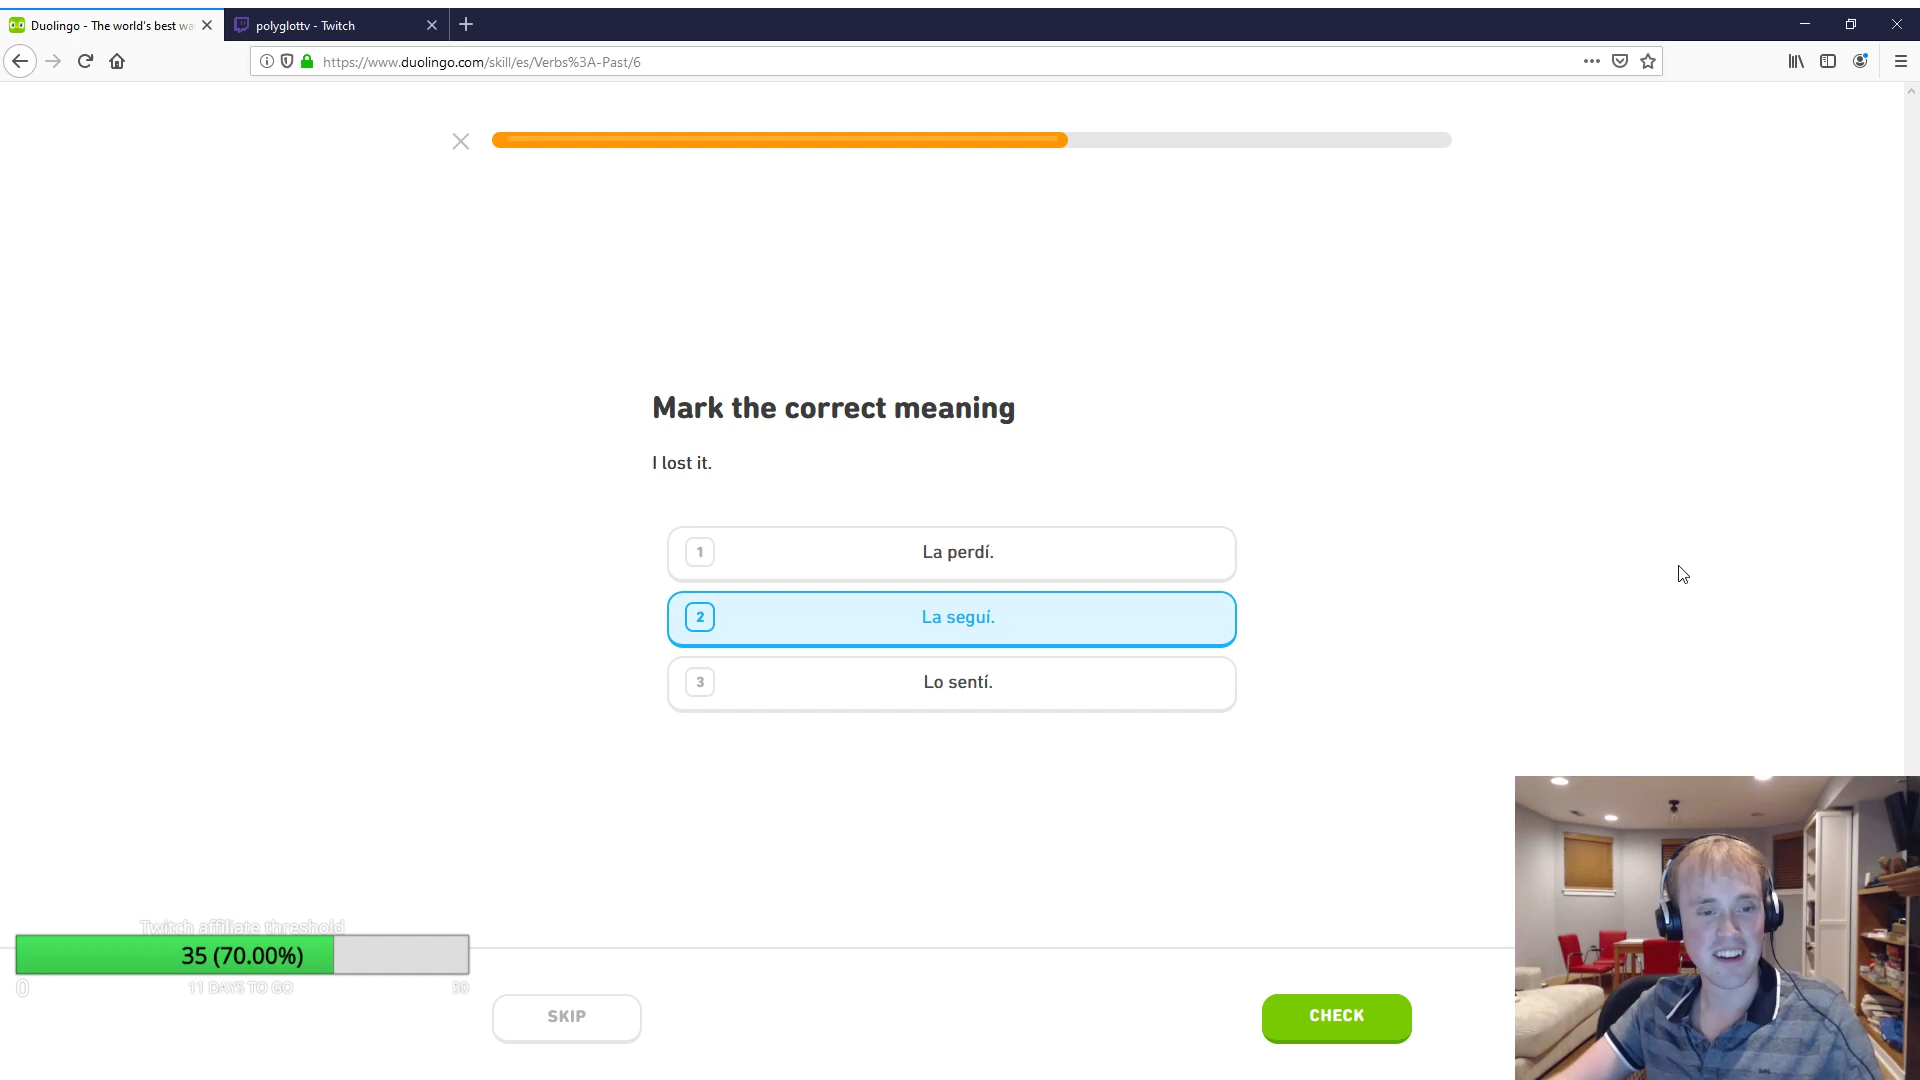 Duolingo - The world's best wa
polyglottv - Twitch
https://www.duolingo.com/skill/es/Verbs%3A-Past/6
Mark the correct meaning
I lost it.
1 La perdí.
2 La seguí.
3 Lo sentí.
Twitch affiliate threshold
35 (70.00%)
0 11 DAYS TO GO 50
SKIP
CHECK